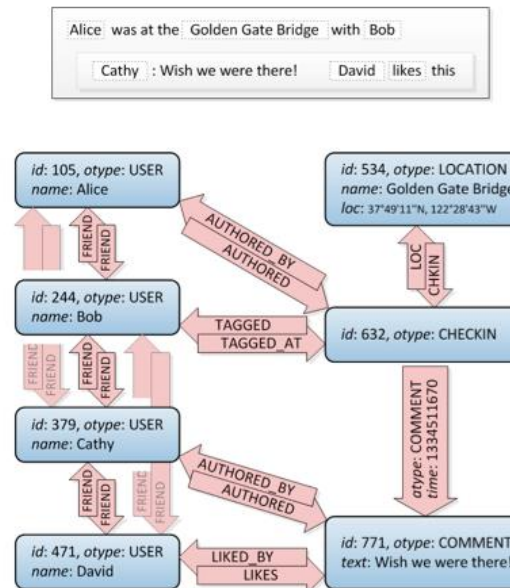 Alice was at the Golden Gate Bridge with Bob
Cathy : Wish we were there! David likes this
id: 105, otype: USER
name: Alice
id: 534, otype: LOCATION
name: Golden Gate Bridge
loc: 37°49'11"N, 122°28'43"W
FRIEND
FRIEND
AUTHORED_BY
AUTHORED
LOC
CHKIN
id: 244, otype: USER
name: Bob
TAGGED
TAGGED_AT
id: 632, otype: CHECKIN
FRIEND
FRIEND
FRIEND
FRIEND
atype: COMMENT
time: 1334511670
id: 379, otype: USER
name: Cathy
AUTHORED_BY
AUTHORED
FRIEND
FRIEND
FRIEND
FRIEND
id: 471, otype: USER
name: David
LIKED_BY
LIKES
id: 771, otype: COMMENT
text: Wish we were there!